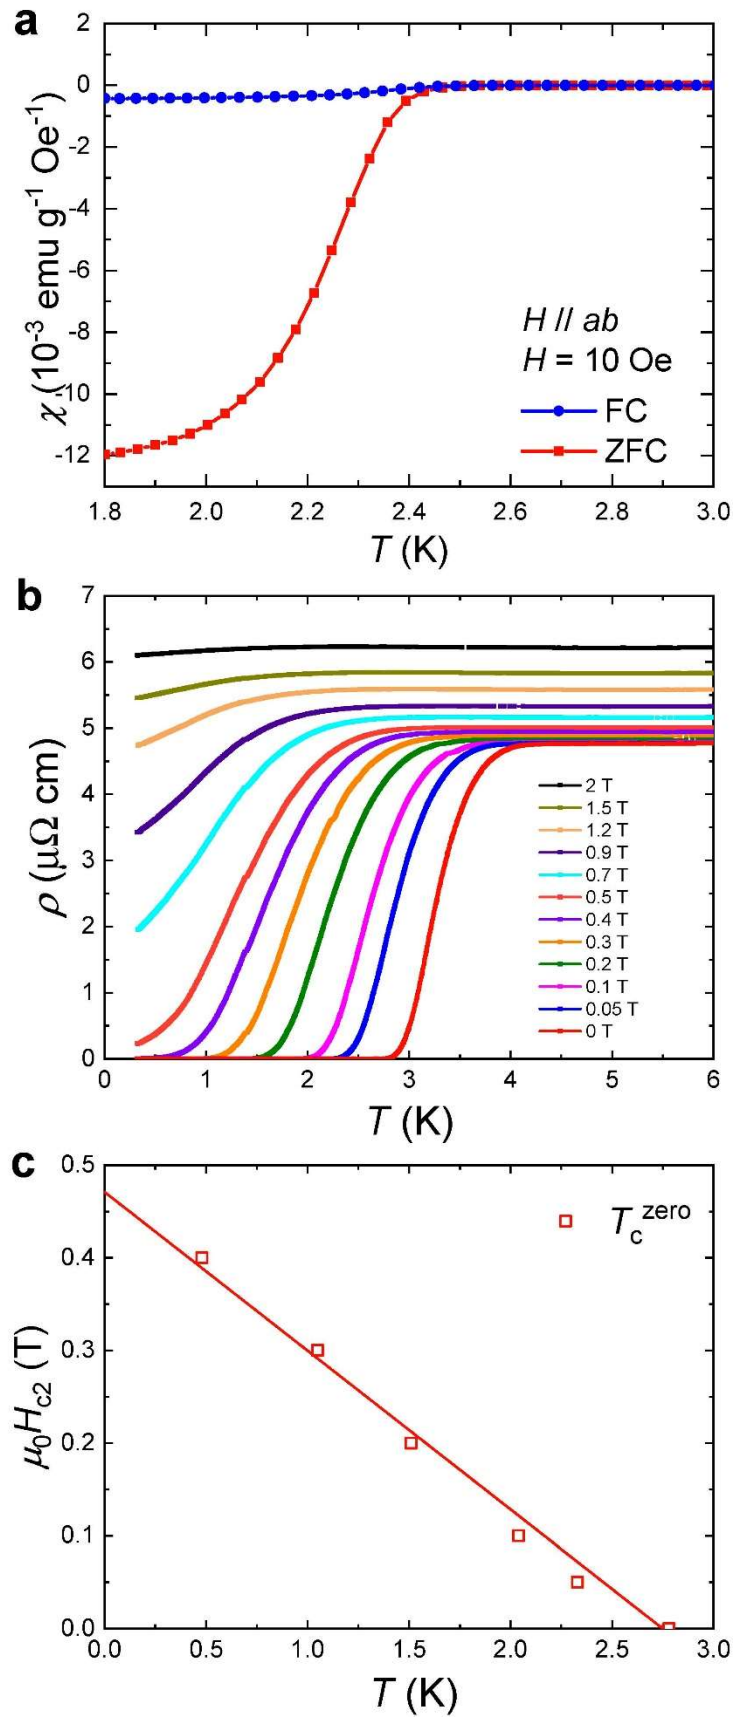 a
2
0
-2
-4
-6
-8
-10
-12
χ (10⁻³ emu g⁻¹ Oe⁻¹)
H // ab
H = 10 Oe
FC
ZFC
1.8 2.0 2.2 2.4 2.6 2.8 3.0
T (K)
b
7
6
5
4
3
2
1
0
ρ (μΩ cm)
2 T
1.5 T
1.2 T
0.9 T
0.7 T
0.5 T
0.4 T
0.3 T
0.2 T
0.1 T
0.05 T
0 T
0 1 2 3 4 5 6
T (K)
c
0.5
0.4
0.3
0.2
0.1
0.0
μ₀H_c2 (T)
T_c^zero
0.0 0.5 1.0 1.5 2.0 2.5 3.0
T (K)